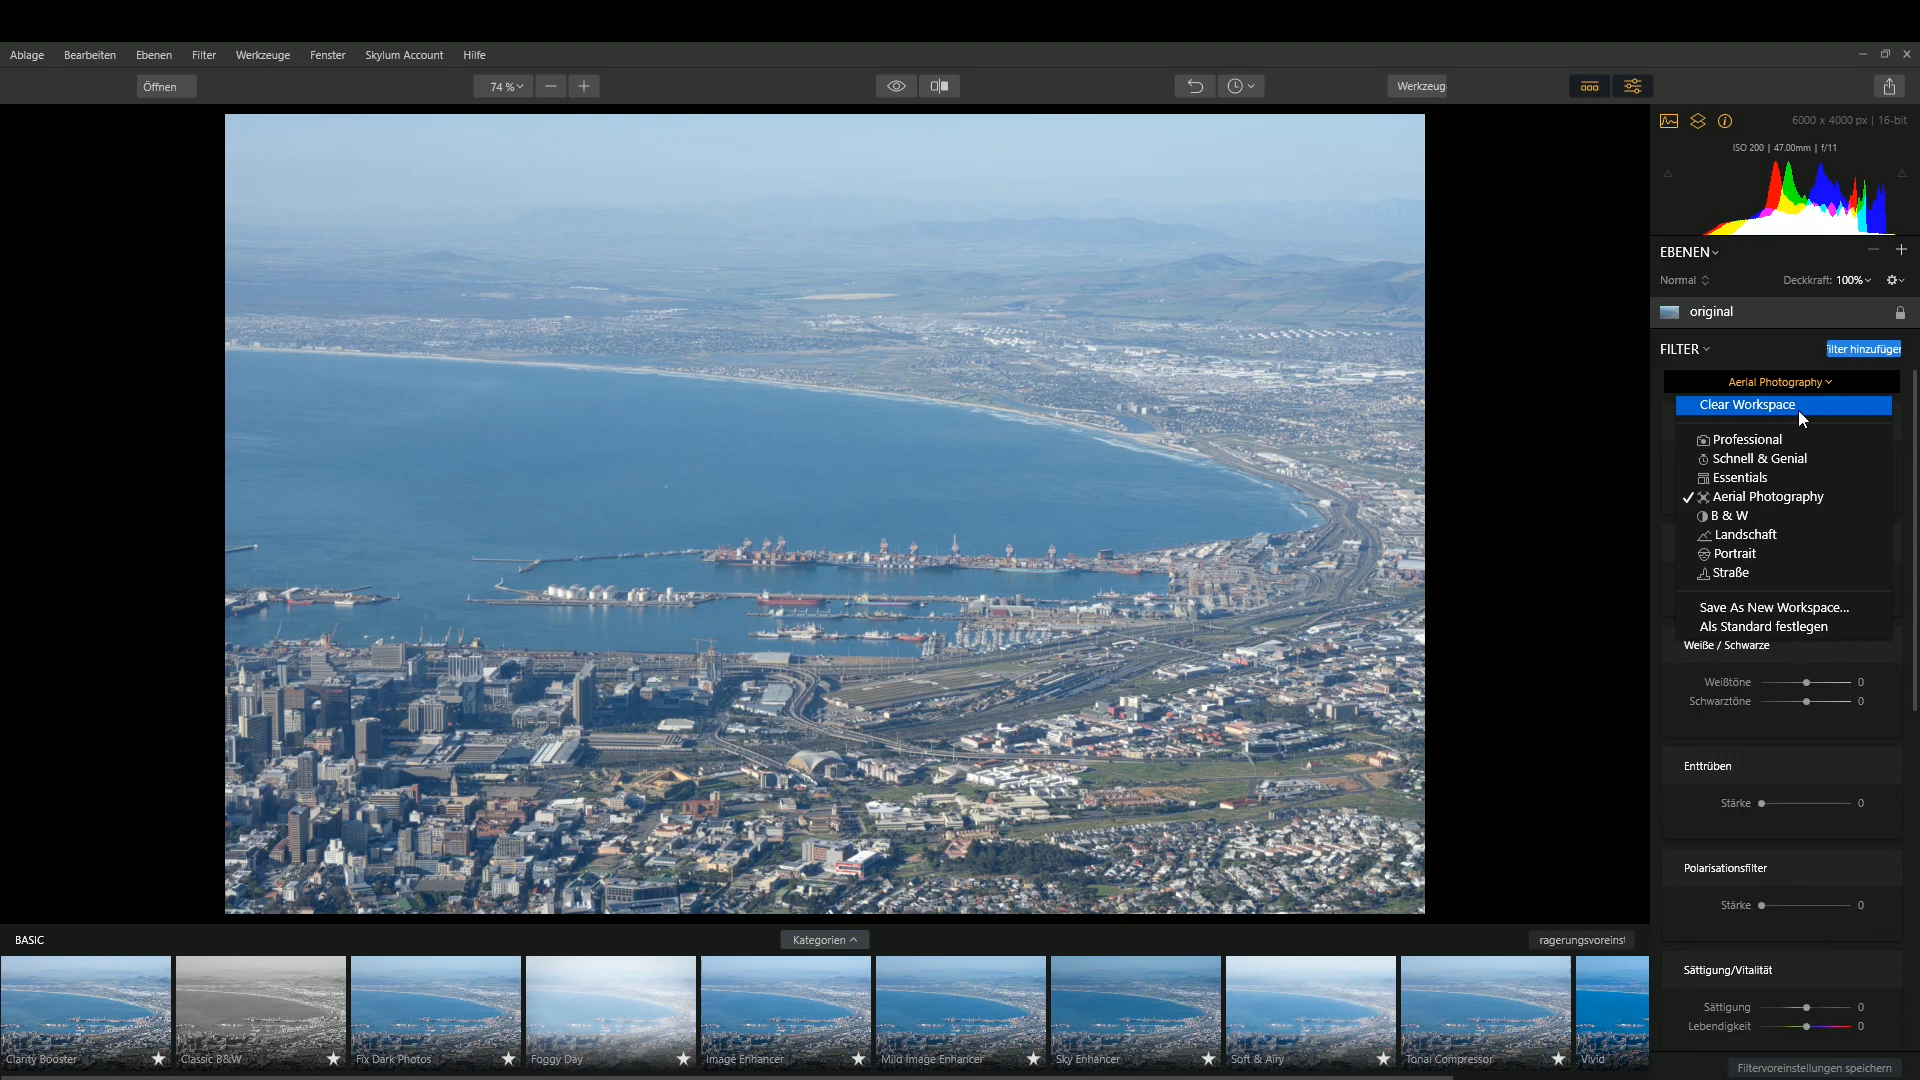 Ablage Bearbeiten Ebenen Filter Werkzeuge Fenster Skylum Account Hilfe
Öffnen 74 % Werkzeug
6000 x 4000 px | 16-bit
ISO 200 | 47.00mm | f/11
EBENEN
Normal Deckkraft: 100%
original
FILTER ilter hinzufüger
Aerial Photography
Clear Workspace
Professional
Schnell & Genial
Essentials
Aerial Photography
B & W
Landschaft
Portrait
Straße
Save As New Workspace...
Als Standard festlegen
Weiße / Schwarze
Weißtöne 0
Schwarztöne 0
Enttrüben
Stärke 0
Polarisationsfilter
Stärke 0
Sättigung/Vitalität
Sättigung 0
Lebendigkeit 0
Filtervoreinstellungen speichern
BASIC Kategorien ragerungsvoreinst
Clarity Booster Classic B&W Fix Dark Photos Foggy Day Image Enhancer Mild Image Enhancer Sky Enhancer Soft & Airy Tonal Compressor Vivid